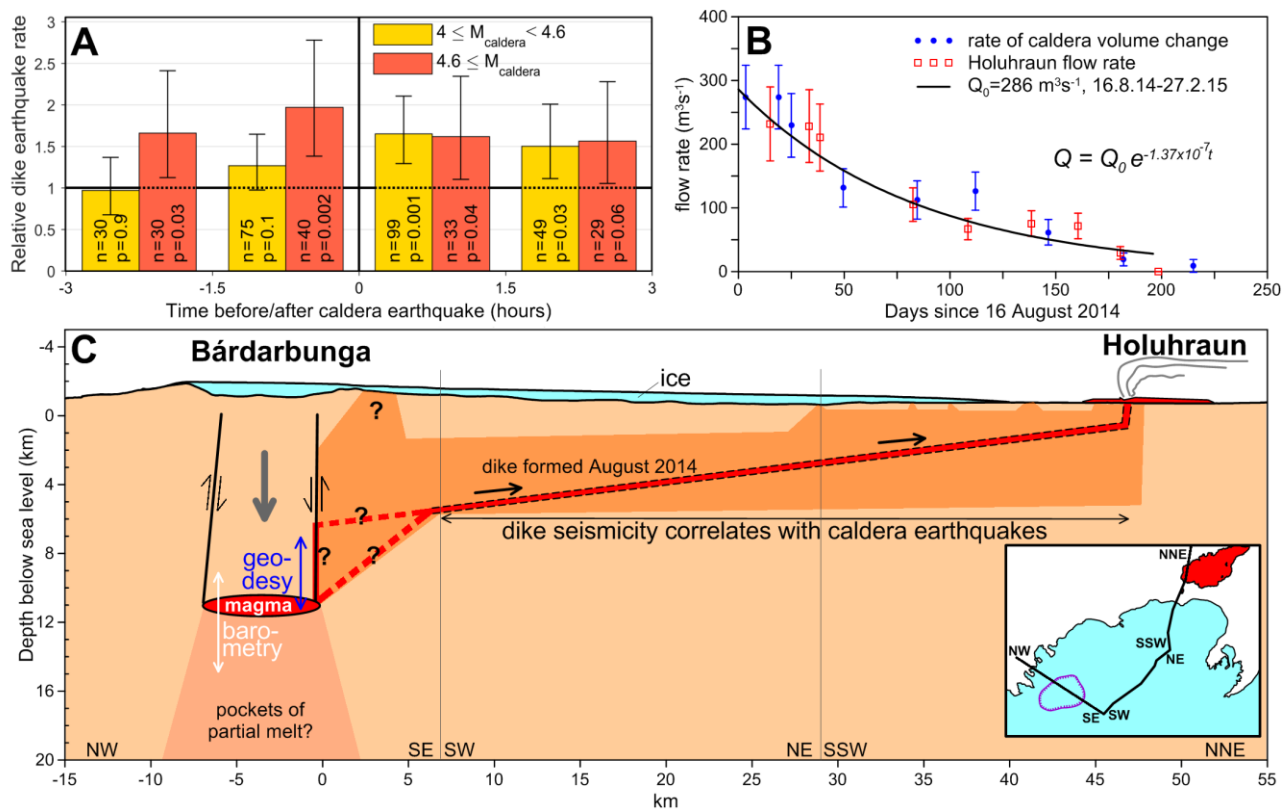 A
Relative dike earthquake rate
3
2.5
2
1.5
1
0.5
0
4 ≤ Mcaldera < 4.6
4.6 ≤ Mcaldera
n=30
p=0.9
n=30
p=0.03
n=75
p=0.1
n=40
p=0.002
n=99
p=0.001
n=33
p=0.04
n=49
p=0.03
n=29
p=0.06
-3 -1.5 0 1.5 3
Time before/after caldera earthquake (hours)
B
flow rate (m³s⁻¹)
400
300
200
100
0
rate of caldera volume change
Holuhraun flow rate
Q₀=286 m³s⁻¹, 16.8.14-27.2.15
Q = Q₀ e^-1.37x10^-7t
0 25 50 75 100 125 150 175 200 225 250
Days since 16 August 2014
C
Bárdarbunga
Holuhraun
ice
Depth below sea level (km)
-4
0
4
8
12
16
20
?
dike formed August 2014
?
?
?
dike seismicity correlates with caldera earthquakes
geo-
desy
magma
baro-
metry
pockets of
partial melt?
NW SE SW NE SSW NNE
NNE
SSW
NE
NW
SE
SW
-15 -10 -5 0 5 10 15 20 25 30 35 40 45 50 55
km